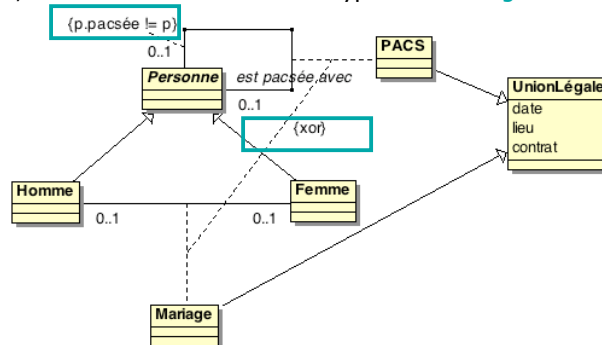 {p.pacsée != p}
0..1
PACS
Personne
est pacsée avec
0..1
UnionLégale
date
lieu
contrat
{xor}
Homme
Femme
0..1
0..1
Mariage